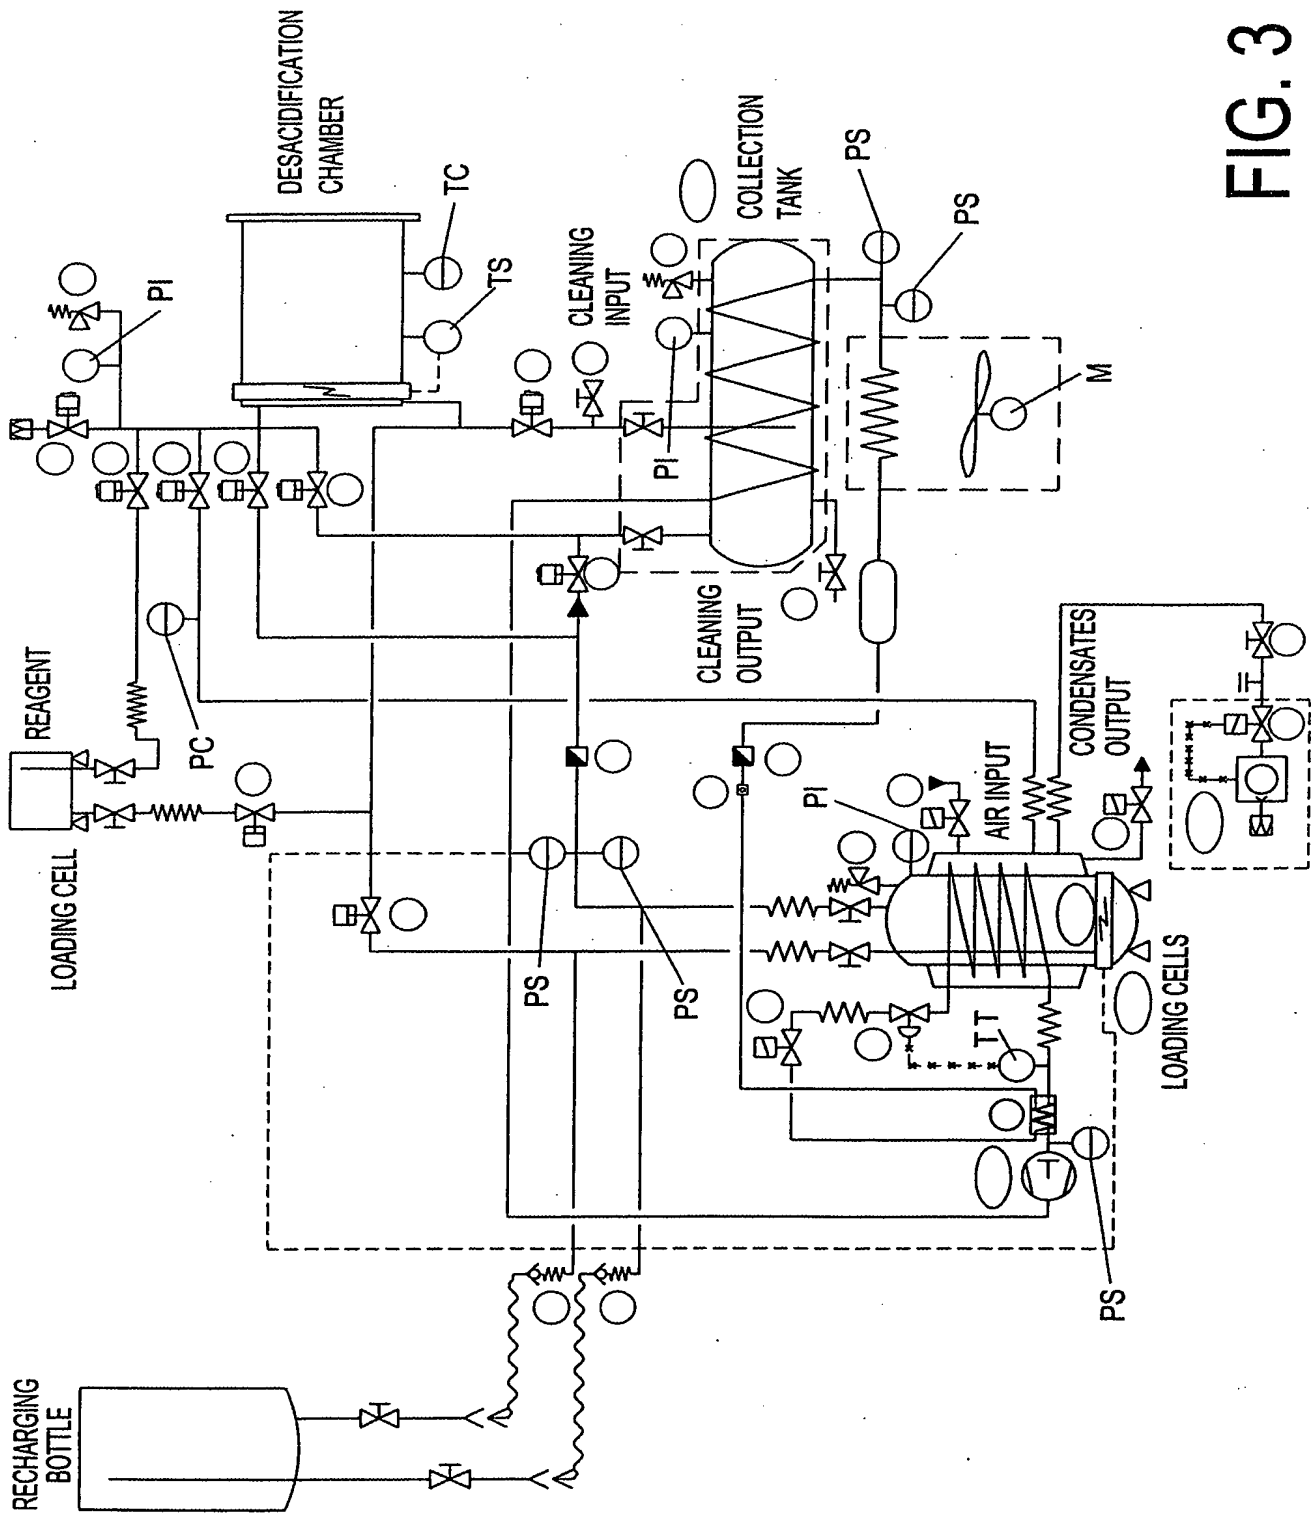 RECHARGING
BOTTLE
LOADING CELL
REAGENT
PC
PI
DESACIDIFICATION
CHAMBER
TC
TS
CLEANING
INPUT
PI
COLLECTION
TANK
PS
PS
M
CLEANING
OUTPUT
PS
PS
PI
AIR INPUT
CONDENSATES
OUTPUT
TT
LOADING CELLS
PS
FIG. 3